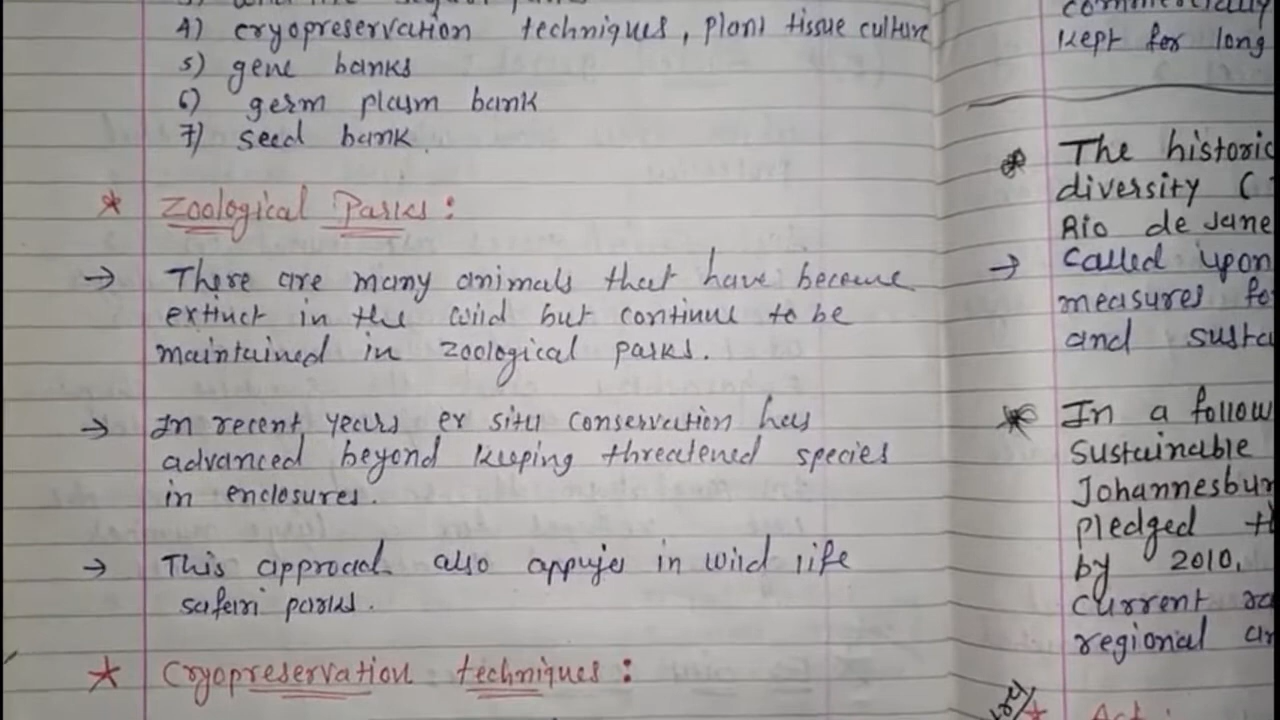 4) cryopreservation techniques, plant tissue culture
5) gene banks
6) germ plasm bank
7) seed bank.
* Zoological Parks:
→ There are many animals that have become
extinct in the wild but continue to be
maintained in zoological parks.
→ In recent years ex situ conservation has
advanced beyond keeping threatened species
in enclosures.
→ This approach also in wild life
safari parks.
* Cryopreservation techniques:
commercially
kept for long
The historic
diversity (
Rio de Jane
→ called upon
measures fo
and susta
* In a follow
Sustainable
Johannesbur
pledged th
by 2010,
current ra
regional an